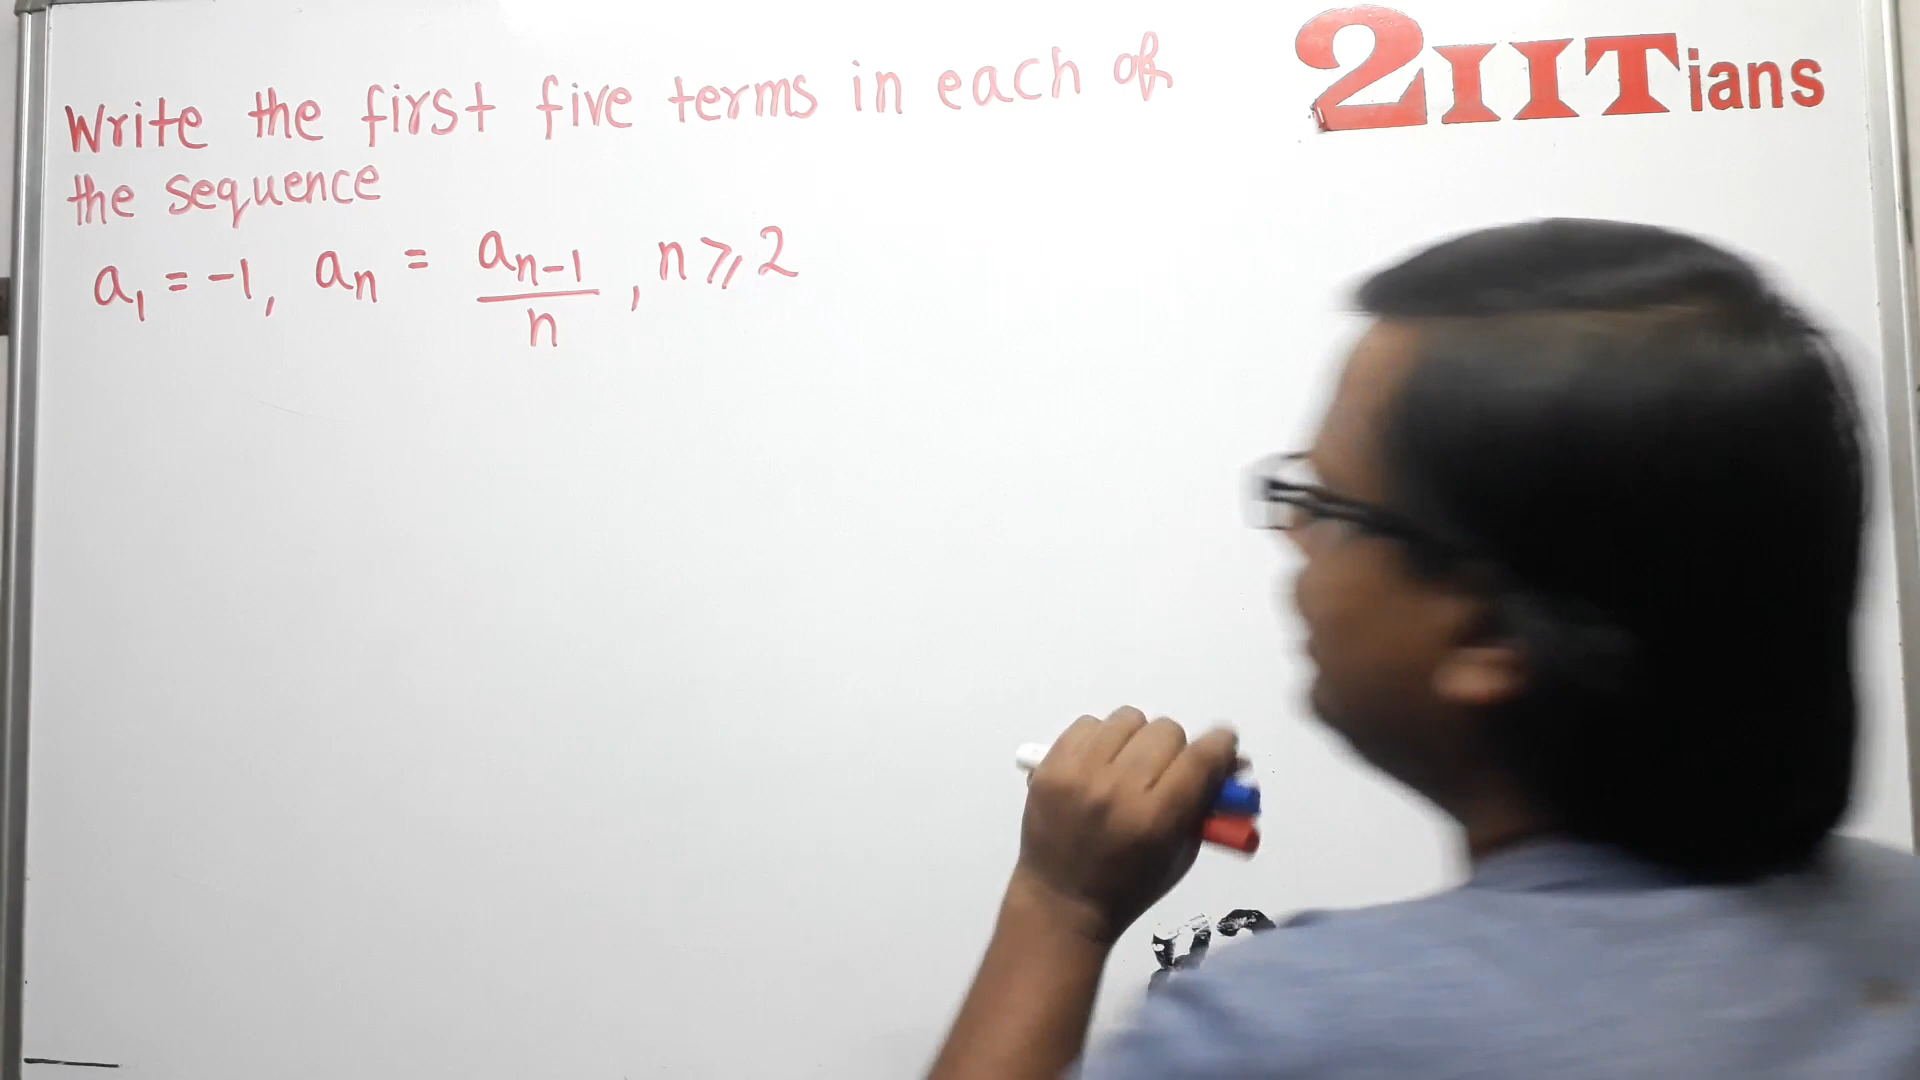 Write the first five terms in each of
2IITians
the sequence
a₁ = -1, aₙ = aₙ₋₁/n , n ⩾ 2